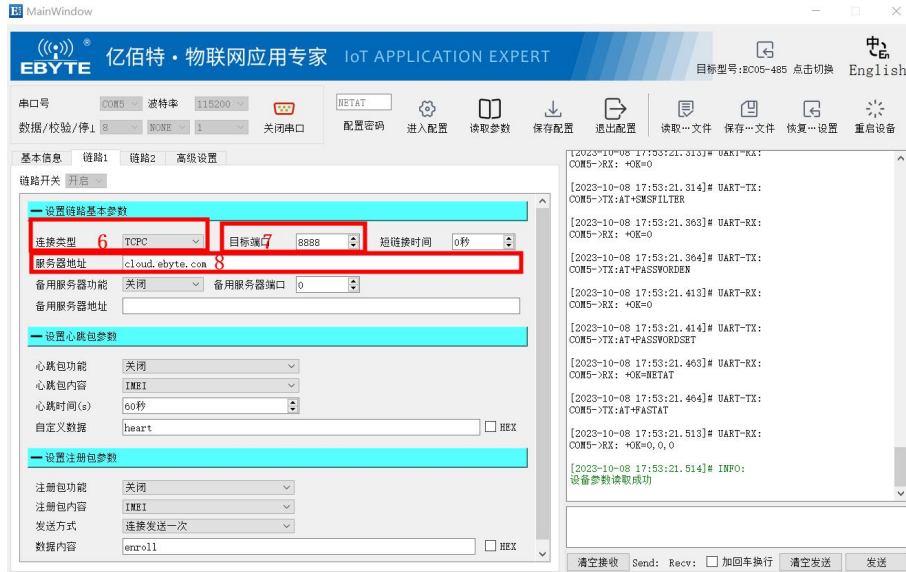 MainWindow
EBYTE ® 亿佰特·物联网应用专家 IoT APPLICATION EXPERT
目标型号:EC05-485 点击切换 English
串口号 COM5 波特率 115200 关闭串口
数据/校验/停 8 NONE 1
NETAT
配置密码 进入配置 读取参数 保存配置 退出配置 读取…文件 保存…文件 恢复…设置 重启设备
基本信息 链路1 链路2 高级设置
链路开关 开启
设置链路基本参数
连接类型 6 TCPC 目标端口 7 8888 短链接时间 0秒
服务器地址 cloud.ebyte.com 8
备用服务器功能 关闭 备用服务器端口 0
备用服务器地址
设置心跳包参数
心跳包功能 关闭
心跳包内容 IMEI
心跳时间(s) 60秒
自定义数据 heart HEX
设置注册包参数
注册包功能 关闭
注册包内容 IMEI
发送方式 连接发送一次
数据内容 enroll HEX
[2023-10-08 17:53:21.313]# UART-RX:
COM5->RX: +OK=0
[2023-10-08 17:53:21.314]# UART-TX:
COM5->TX:AT+SMSFILTER
[2023-10-08 17:53:21.363]# UART-RX:
COM5->RX: +OK=0
[2023-10-08 17:53:21.364]# UART-TX:
COM5->TX:AT+PASSWORDEN
[2023-10-08 17:53:21.413]# UART-RX:
COM5->RX: +OK=0
[2023-10-08 17:53:21.414]# UART-TX:
COM5->TX:AT+PASSWORDSET
[2023-10-08 17:53:21.463]# UART-RX:
COM5->RX: +OK=NETAT
[2023-10-08 17:53:21.464]# UART-TX:
COM5->TX:AT+FASTAT
[2023-10-08 17:53:21.513]# UART-RX:
COM5->RX: +OK=0,0,0
[2023-10-08 17:53:21.514]# INFO:
设备参数读取成功
清空接收 Send: Recv: 加回车换行 清空发送 发送